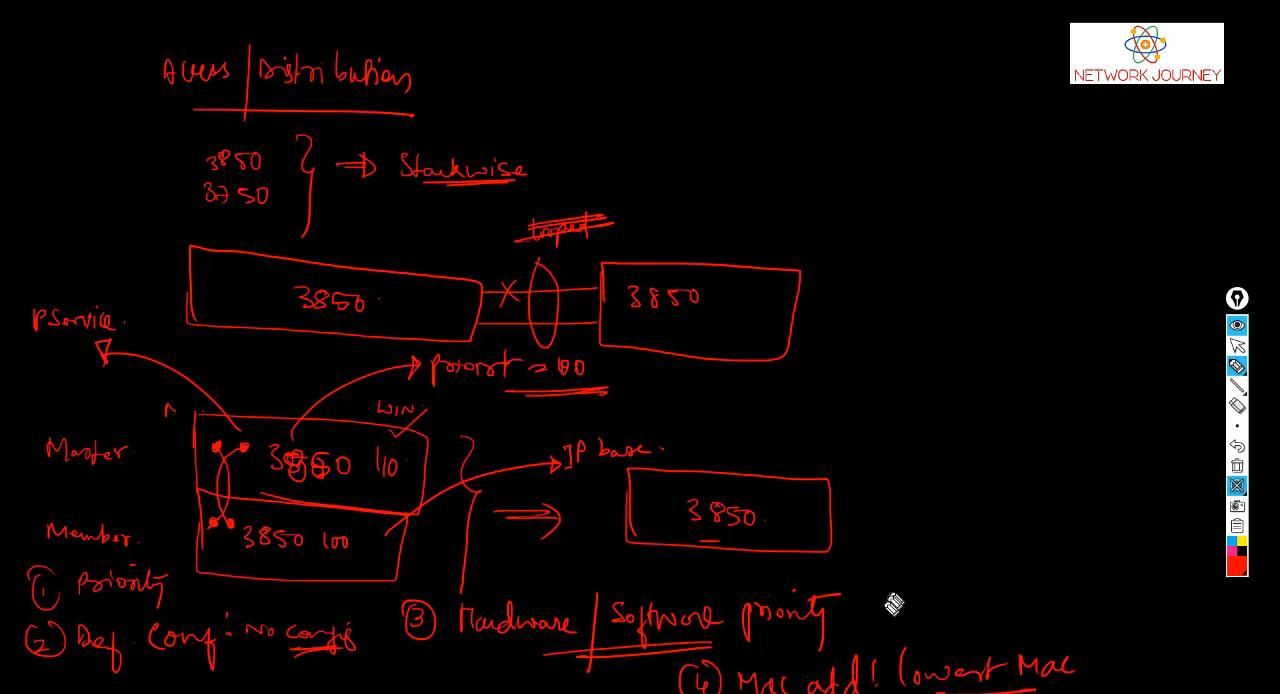 NETWORK JOURNEY
Access | Distribution
3850
3750
Stackwise
Looped
3850
3850
PService
Priority = 100
WIN
Master
3850 110
IP base
3850
Member
3850 100
① Priority
② Def. Conf: No Config
③ Hardware / Software priority
④ Mac add! Lowest Mac